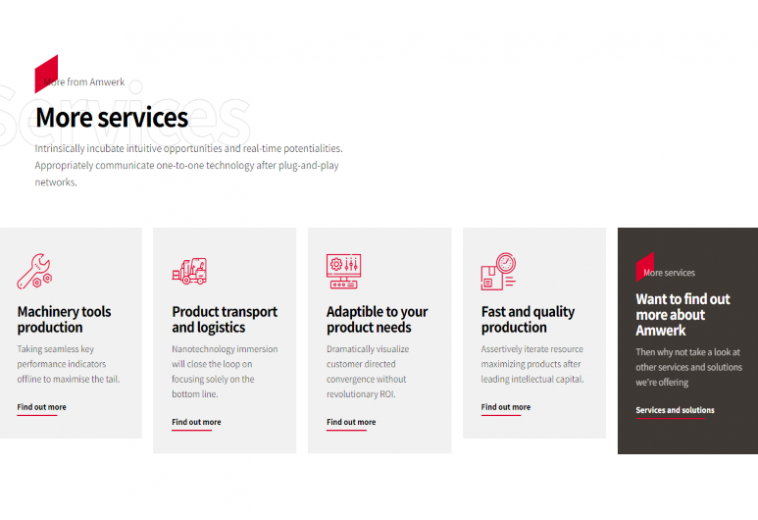 Services
More from Amwerk
More services
Intrinsically incubate intuitive opportunities and real-time potentialities.
Appropriately communicate one-to-one technology after plug-and-play
networks.
Machinery tools
production
Taking seamless key
performance indicators
offline to maximise the tail.
Find out more
Product transport
and logistics
Nanotechnology immersion
will close the loop on
focusing solely on the
bottom line.
Find out more
Adaptible to your
product needs
Dramatically visualize
customer directed
convergence without
revolutionary ROI.
Find out more
Fast and quality
production
Assertively iterate resource
maximizing products after
leading intellectual capital.
Find out more
More services
Want to find out
more about
Amwerk
Then why not take a look at
other services and solutions
we're offering
Services and solutions